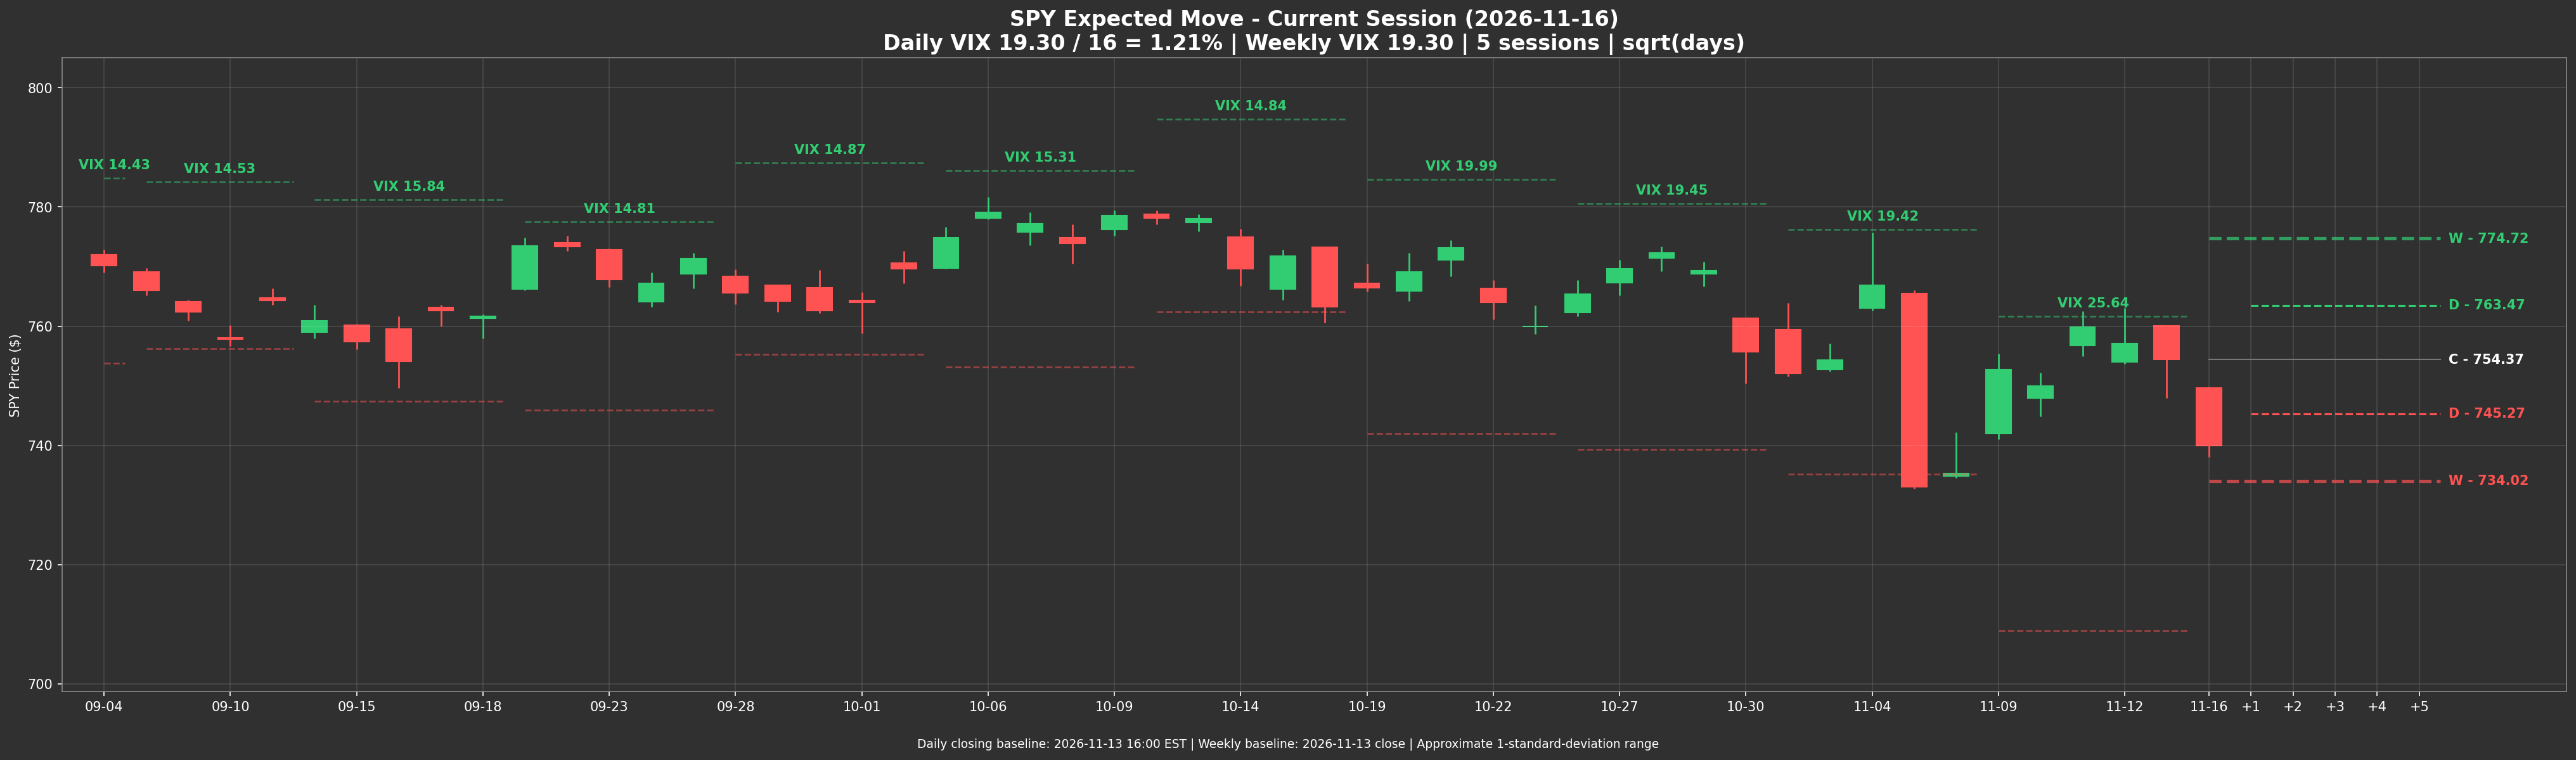 SPY Expected Move - Current Session (2026-11-16)
Daily VIX 19.30 / 16 = 1.21% | Weekly VIX 19.30 | 5 sessions | sqrt(days)
SPY Price ($)
800
780
760
740
720
700
VIX 14.43
VIX 14.53
VIX 15.84
VIX 14.81
VIX 14.87
VIX 15.31
VIX 14.84
VIX 19.99
VIX 19.45
VIX 19.42
VIX 25.64
W - 774.72
D - 763.47
C - 754.37
D - 745.27
W - 734.02
09-04 09-10 09-15 09-18 09-23 09-28 10-01 10-06 10-09 10-14 10-19 10-22 10-27 10-30 11-04 11-09 11-12 11-16 +1 +2 +3 +4 +5
Daily closing baseline: 2026-11-13 16:00 EST | Weekly baseline: 2026-11-13 close | Approximate 1-standard-deviation range